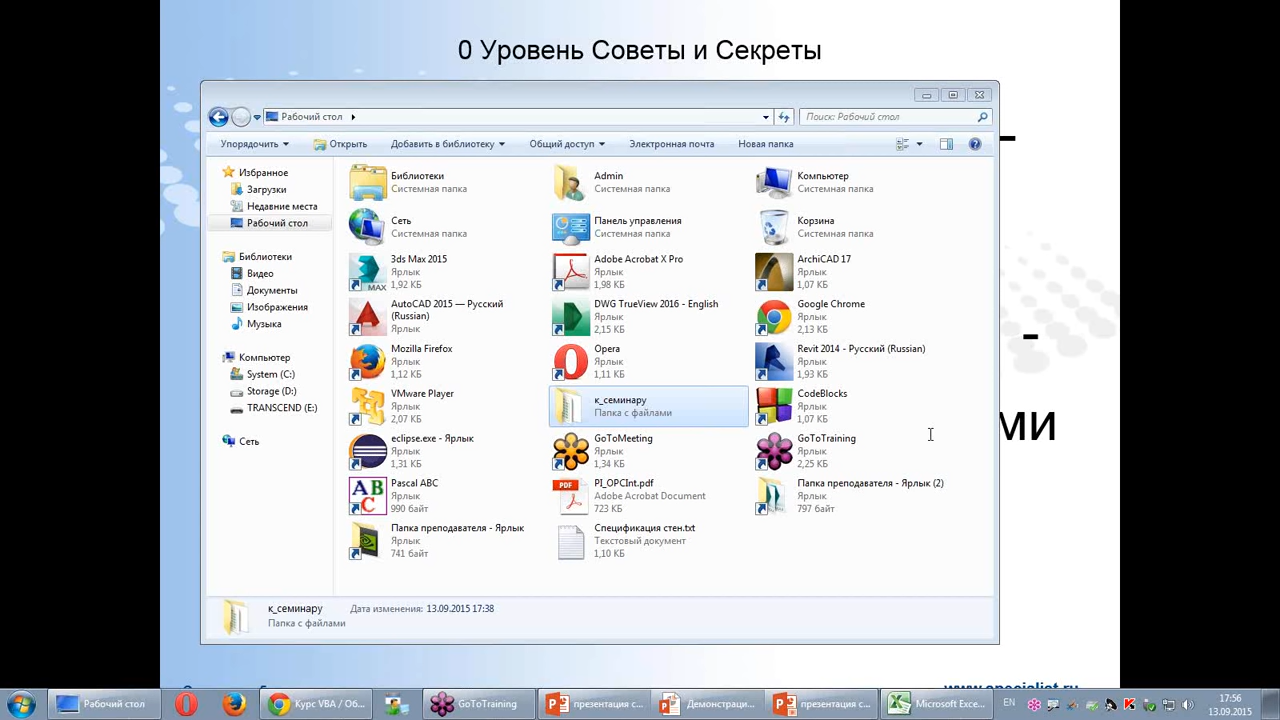 0 Уровень Советы и Секреты
Рабочий стол
Поиск: Рабочий стол
Упорядочить Открыть Добавить в библиотеку Общий доступ Электронная почта Новая папка
Избранное
Загрузки
Недавние места
Рабочий стол
Библиотеки
Видео
Документы
Изображения
Музыка
Компьютер
System (C:)
Storage (D:)
TRANSCEND (E:)
Сеть
Библиотеки
Системная папка
Admin
Системная папка
Компьютер
Системная папка
Сеть
Системная папка
Панель управления
Системная папка
Корзина
Системная папка
3ds Max 2015
Ярлык
1,92 КБ
Adobe Acrobat X Pro
Ярлык
1,98 КБ
ArchiCAD 17
Ярлык
1,07 КБ
AutoCAD 2015 — Русский
(Russian)
Ярлык
DWG TrueView 2016 - English
Ярлык
2,15 КБ
Google Chrome
Ярлык
2,13 КБ
Mozilla Firefox
Ярлык
1,12 КБ
Opera
Ярлык
1,11 КБ
Revit 2014 - Русский (Russian)
Ярлык
1,93 КБ
VMware Player
Ярлык
2,07 КБ
к_семинару
Папка с файлами
CodeBlocks
Ярлык
1,07 КБ
eclipse.exe - Ярлык
Ярлык
1,31 КБ
GoToMeeting
Ярлык
1,34 КБ
GoToTraining
Ярлык
2,25 КБ
Pascal ABC
Ярлык
990 байт
PI_OPCInt.pdf
Adobe Acrobat Document
723 КБ
Папка преподавателя - Ярлык (2)
Ярлык
797 байт
Папка преподавателя - Ярлык
Ярлык
741 байт
Спецификация стен.txt
Текстовый документ
1,10 КБ
-
-
ми
к_семинару Дата изменения: 13.09.2015 17:38
Папка с файлами
www.specialist.ru
Рабочий стол
Курс VBA / Об...
GoToTraining
презентация с...
Демонстраци...
презентация с...
Microsoft Exce...
EN
17:56
13.09.2015